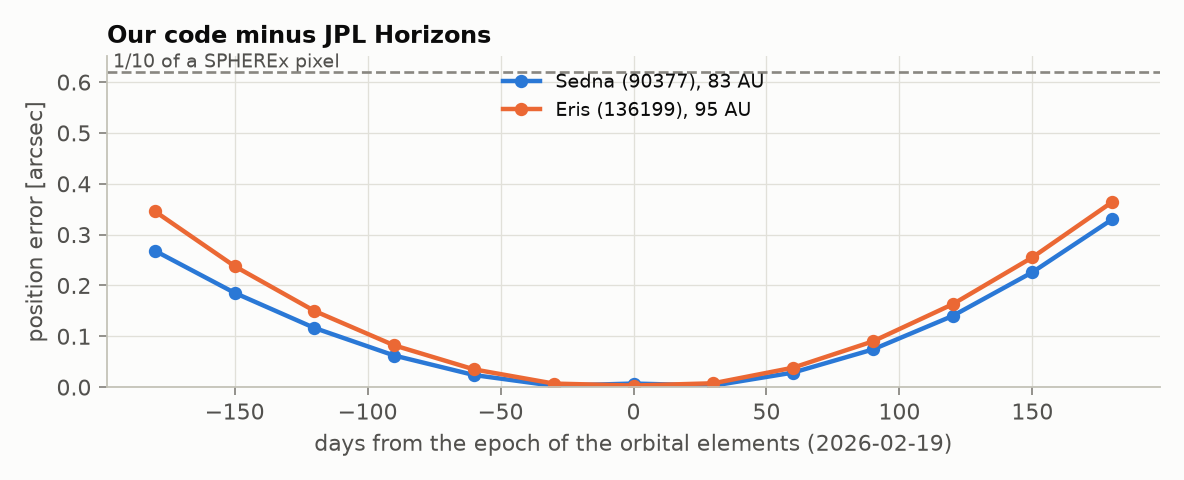 Our code minus JPL Horizons
1/10 of a SPHEREx pixel
Sedna (90377), 83 AU
Eris (136199), 95 AU
position error [arcsec]
0.6
0.5
0.4
0.3
0.2
0.1
0.0
−150
−100
−50
0
50
100
150
days from the epoch of the orbital elements (2026-02-19)